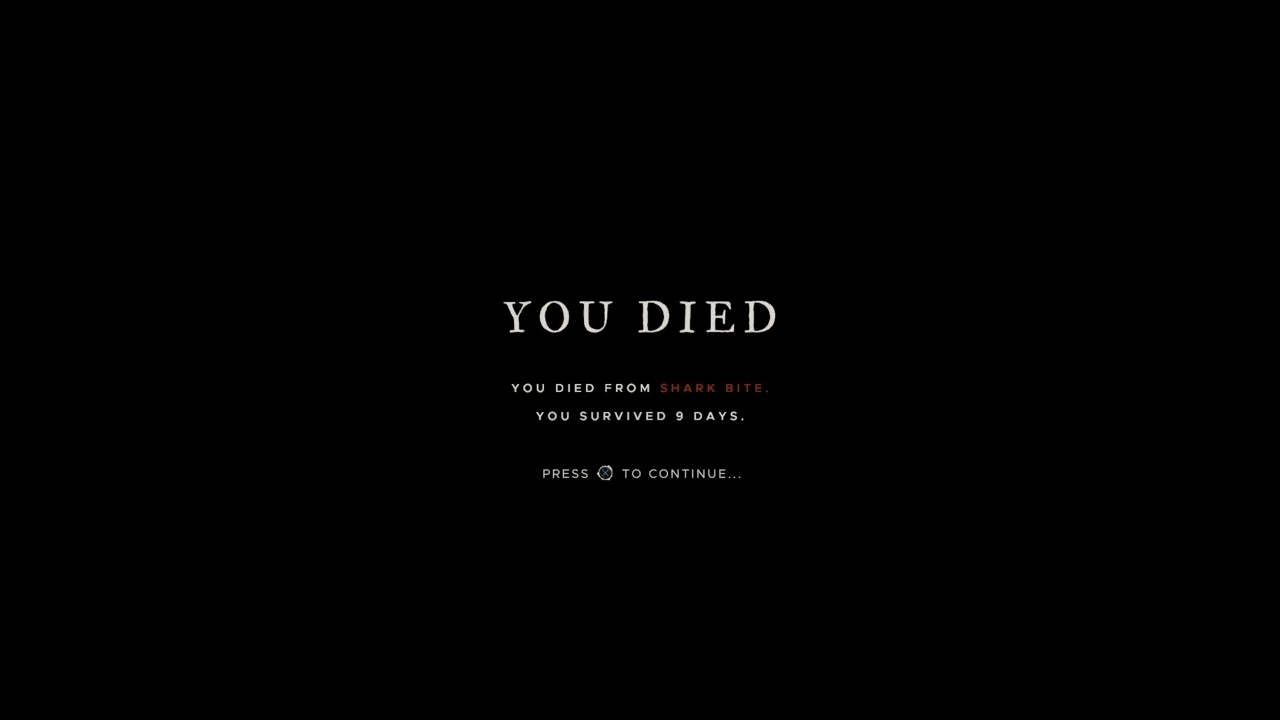 YOU DIED
YOU DIED FROM SHARK BITE.
YOU SURVIVED 9 DAYS.
PRESS TO CONTINUE...